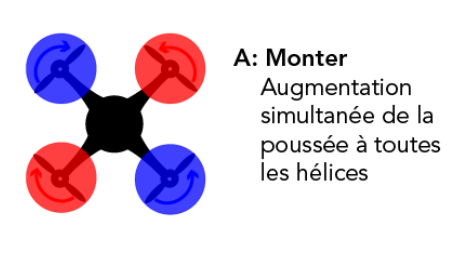 A: Monter
Augmentation
simultanée de la
poussée à toutes
les hélices